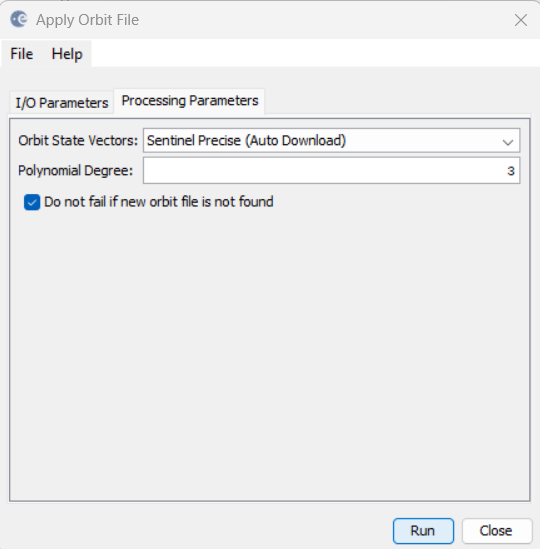 Apply Orbit File
File Help
I/O Parameters Processing Parameters
Orbit State Vectors: Sentinel Precise (Auto Download)
Polynomial Degree: 3
Do not fail if new orbit file is not found
Run Close